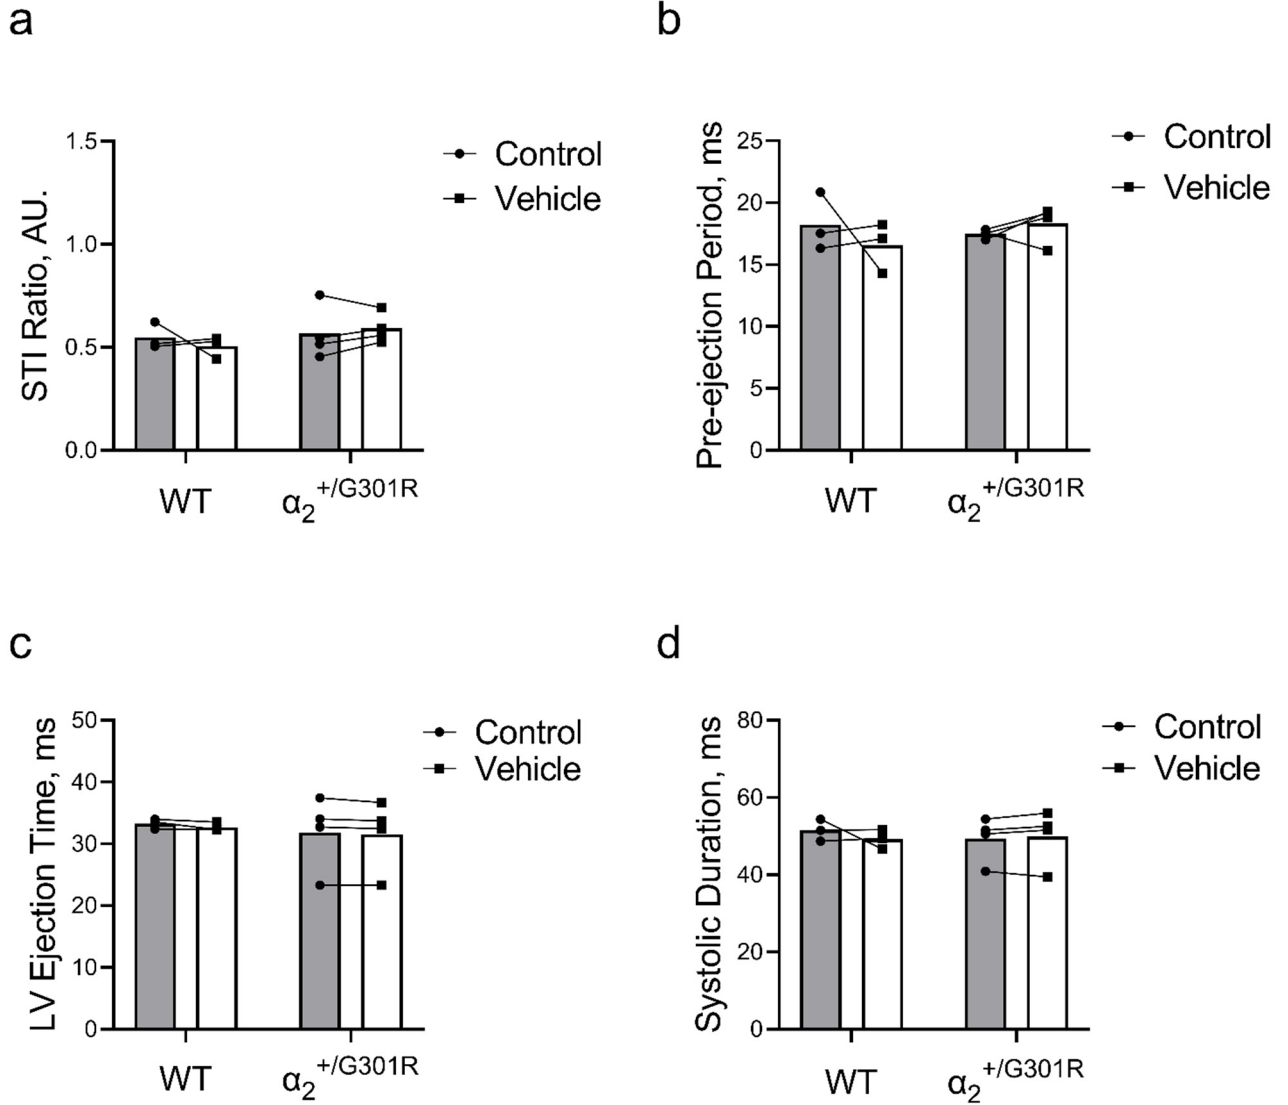 a
STI Ratio, AU.
1.5
1.0
0.5
0.0
Control
Vehicle
WT
α₂⁺/G301R
b
Pre-ejection Period, ms
25
20
15
10
5
0
Control
Vehicle
WT
α₂⁺/G301R
c
LV Ejection Time, ms
50
40
30
20
10
0
Control
Vehicle
WT
α₂⁺/G301R
d
Systolic Duration, ms
80
60
40
20
0
Control
Vehicle
WT
α₂⁺/G301R